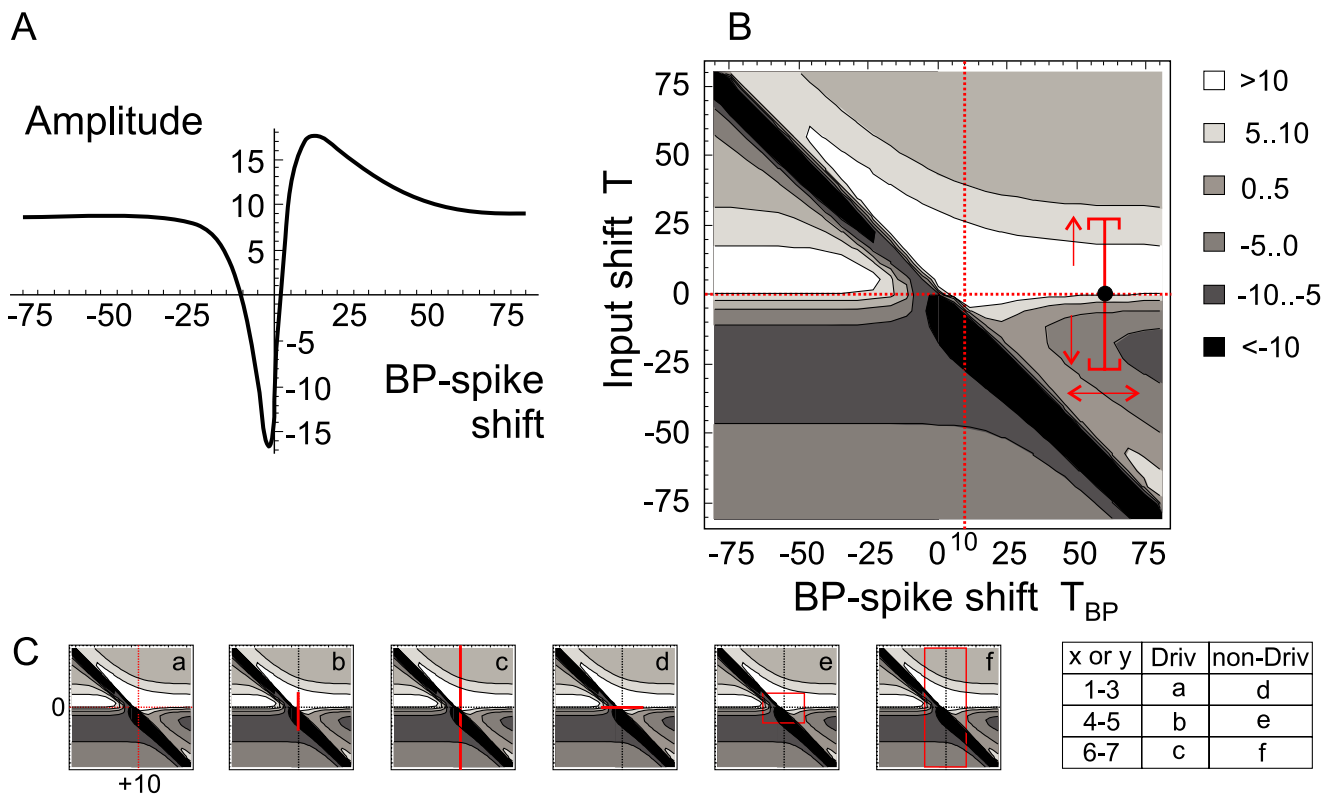 A
Amplitude
15
10
5
-75 -50 -25 25 50 75
-5
-10
-15
BP-spike
shift
B
Input shift T
75
50
25
0
-25
-50
-75
-75 -50 -25 0 10 25 50 75
BP-spike shift T_BP
>10
5..10
0..5
-5..0
-10..-5
<-10
C
0
a b c d e f
+10
x or y Driv non-Driv
1-3 a d
4-5 b e
6-7 c f